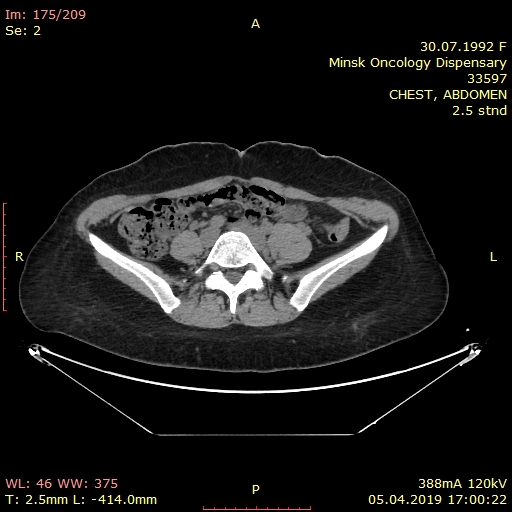 Im: 175/209
Se: 2
A
30.07.1992 F
Minsk Oncology Dispensary
33597
CHEST, ABDOMEN
2.5 stnd
R
L
WL: 46 WW: 375
T: 2.5mm L: -414.0mm
P
388mA 120kV
05.04.2019 17:00:22